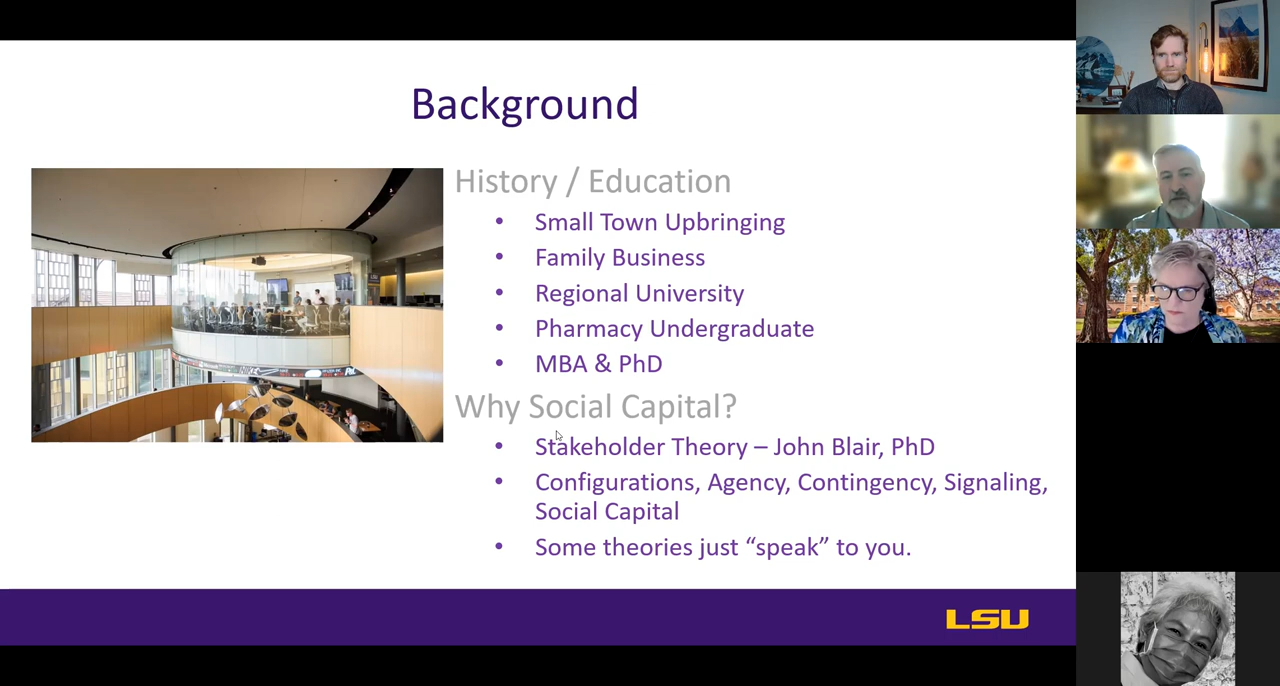 Background
History / Education
• Small Town Upbringing
• Family Business
• Regional University
• Pharmacy Undergraduate
• MBA & PhD
Why Social Capital?
• Stakeholder Theory – John Blair, PhD
• Configurations, Agency, Contingency, Signaling,
Social Capital
• Some theories just “speak” to you.
LSU